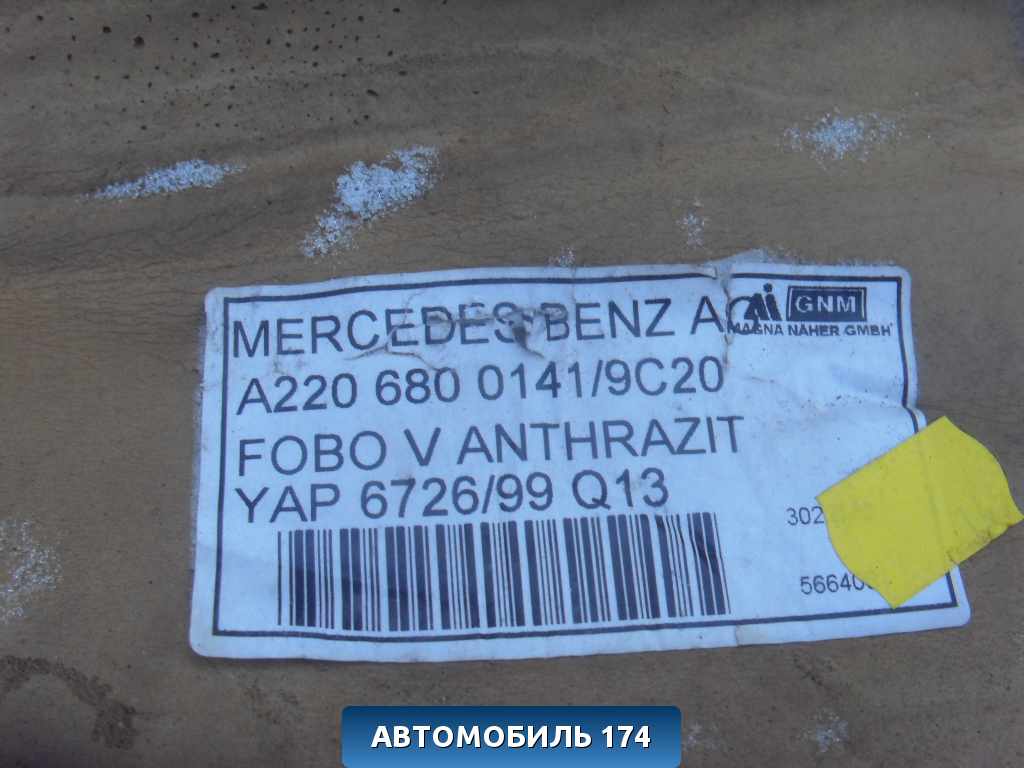 MERCEDES-BENZ AG
GNM
MAGNA NÄHER GMBH
A220 680 0141/9C20
FOBO V ANTHRAZIT
YAP 6726/99 Q13
302
56640
АВТОМОБИЛЬ 174